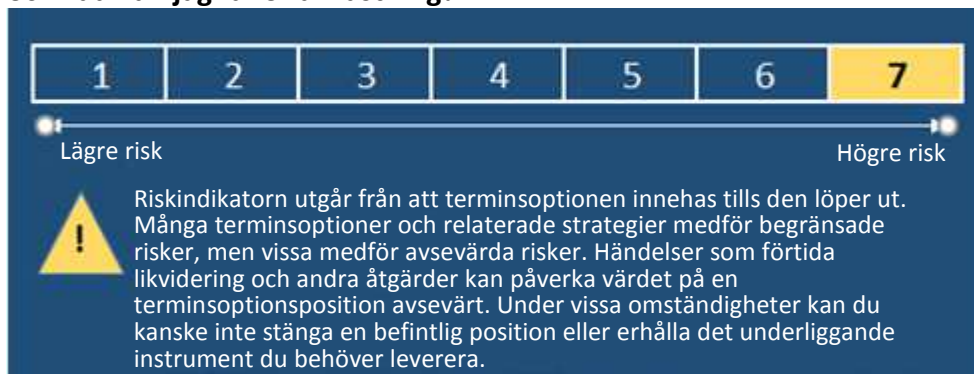 1 2 3 4 5 6 7
Lägre risk Högre risk
Riskindikatorn utgår från att terminsoptionen innehas tills den löper ut.
Många terminsoptioner och relaterade strategier medför begränsade
risker, men vissa medför avsevärda risker. Händelser som förtida
likvidering och andra åtgärder kan påverka värdet på en
terminsoptionsposition avsevärt. Under vissa omständigheter kan du
kanske inte stänga en befintlig position eller erhålla det underliggande
instrument du behöver leverera.